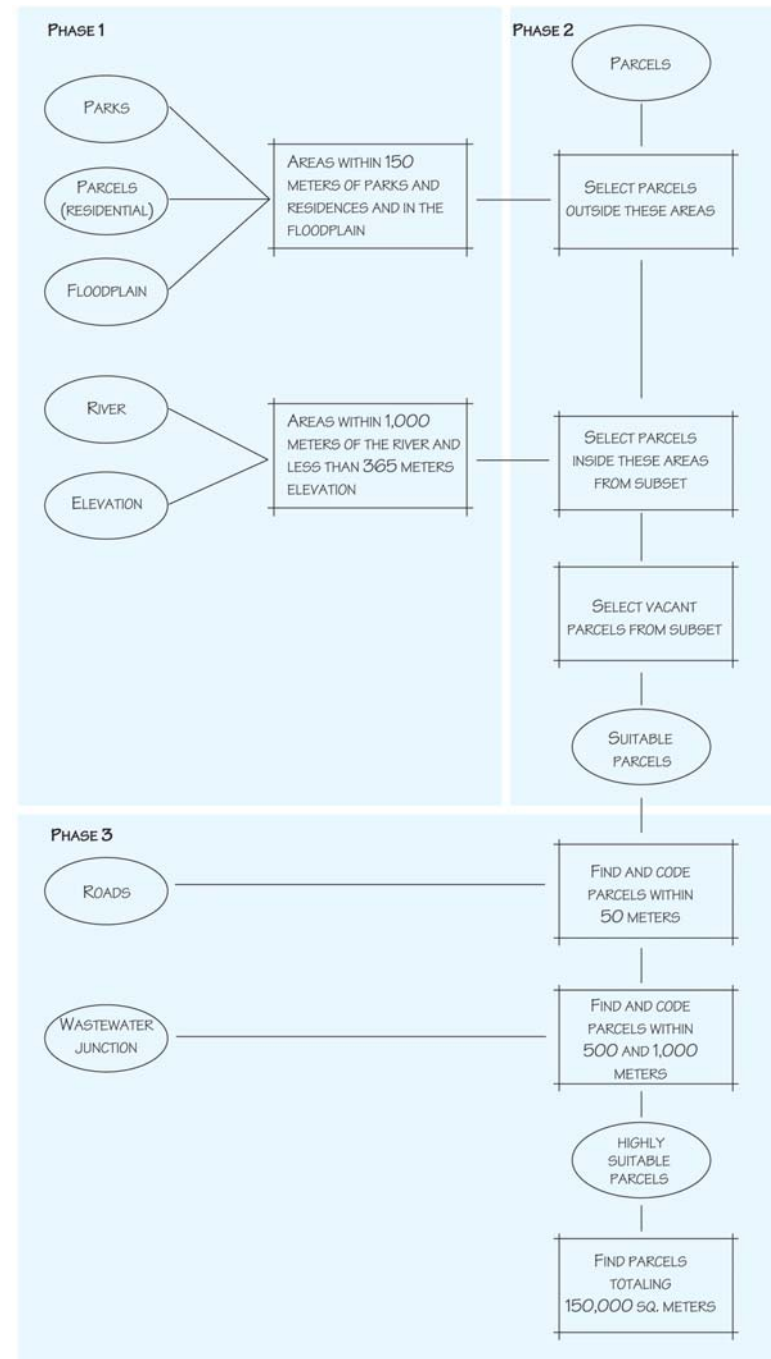 PHASE 1
PARKS
PARCELS
(RESIDENTIAL)
FLOODPLAIN
AREAS WITHIN 150
METERS OF PARKS AND
RESIDENCES AND IN THE
FLOODPLAIN
RIVER
ELEVATION
AREAS WITHIN 1,000
METERS OF THE RIVER AND
LESS THAN 365 METERS
ELEVATION
PHASE 2
PARCELS
SELECT PARCELS
OUTSIDE THESE AREAS
SELECT PARCELS
INSIDE THESE AREAS
FROM SUBSET
SELECT VACANT
PARCELS FROM SUBSET
SUITABLE
PARCELS
PHASE 3
ROADS
FIND AND CODE
PARCELS WITHIN
50 METERS
WASTEWATER
JUNCTION
FIND AND CODE
PARCELS WITHIN
500 AND 1,000
METERS
HIGHLY
SUITABLE
PARCELS
FIND PARCELS
TOTALING
150,000 SQ. METERS